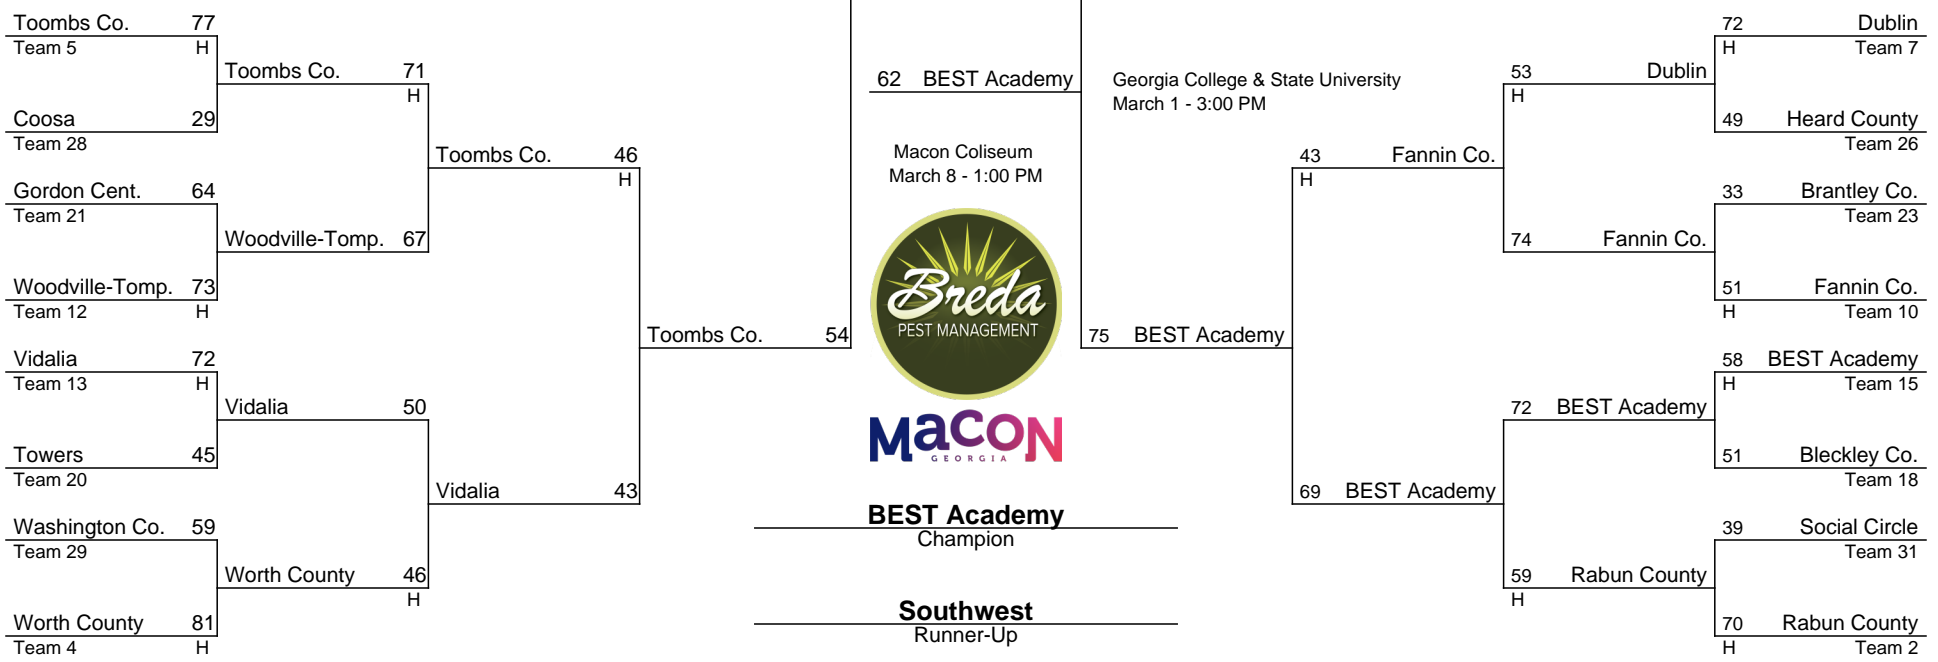 Toombs Co. 77
Team 5 H
Toombs Co. 71
H
Coosa 29
Team 28
Toombs Co. 46
H
Gordon Cent. 64
Team 21
Woodville-Tomp. 67
Woodville-Tomp. 73
Team 12 H
Toombs Co. 54
Vidalia 72
Team 13 H
Vidalia 50
Towers 45
Team 20
Vidalia 43
Washington Co. 59
Team 29
Worth County 46
H
Worth County 81
Team 4 H
62 BEST Academy
Macon Coliseum
March 8 - 1:00 PM
Breda
PEST MANAGEMENT
MACON
GEORGIA
BEST Academy
Champion
Southwest
Runner-Up
Georgia College & State University
March 1 - 3:00 PM
72 Dublin
H Team 7
53 Dublin
H
49 Heard County
Team 26
43 Fannin Co.
H
33 Brantley Co.
Team 23
74 Fannin Co.
51 Fannin Co.
H Team 10
75 BEST Academy
58 BEST Academy
H Team 15
72 BEST Academy
51 Bleckley Co.
Team 18
69 BEST Academy
39 Social Circle
Team 31
59 Rabun County
H
70 Rabun County
H Team 2